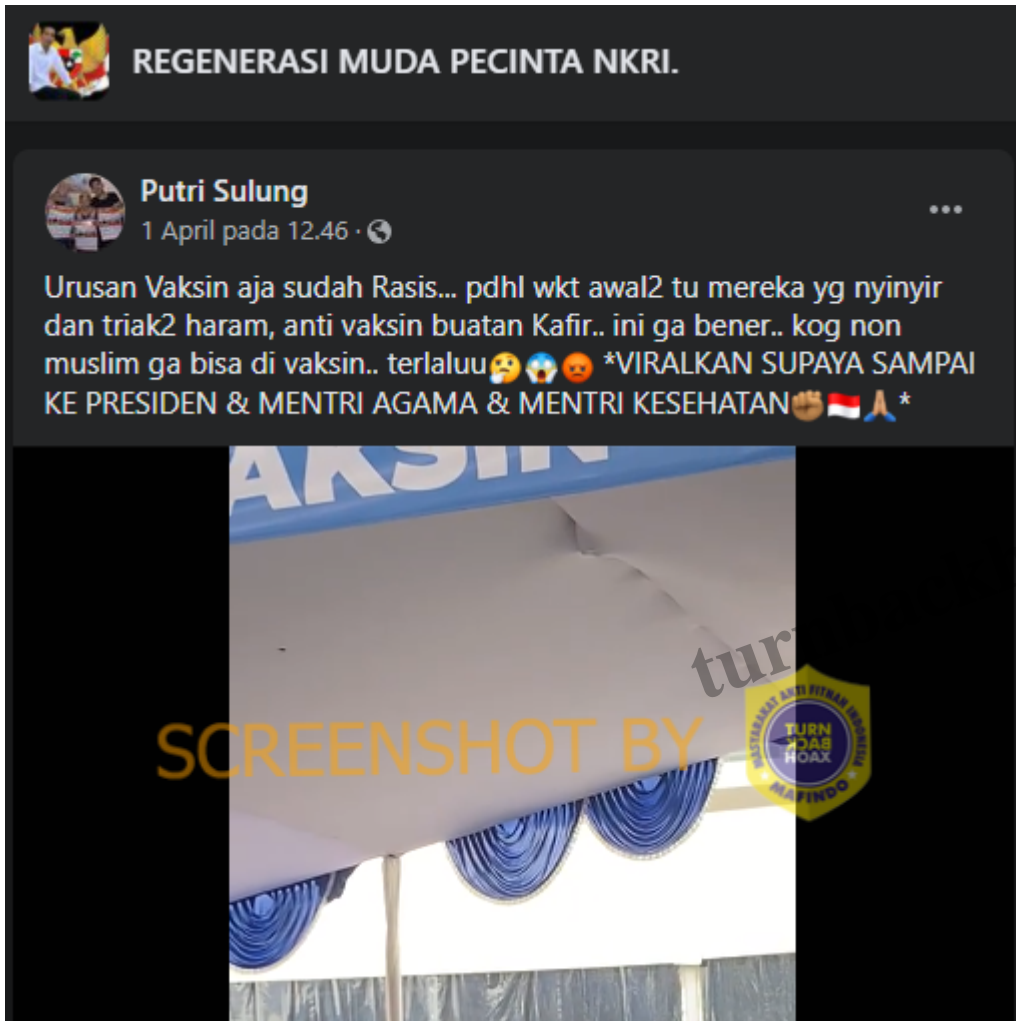 REGENERASI MUDA PECINTA NKRI.
Putri Sulung
1 April pada 12.46 ·
Urusan Vaksin aja sudah Rasis... pdhl wkt awal2 tu mereka yg nyinyir
dan triak2 haram, anti vaksin buatan Kafir.. ini ga bener.. kog non
muslim ga bisa di vaksin.. terlaluu🤔😱😡 *VIRALKAN SUPAYA SAMPAI
KE PRESIDEN & MENTRI AGAMA & MENTRI KESEHATAN✊🏾🇮🇩🙏🏽*
AKSIN
turnback
SCREENSHOT BY
MASYARAKAT ANTI FITNAH INDONESIA
TURN
BACK
HOAX
MAFINDO